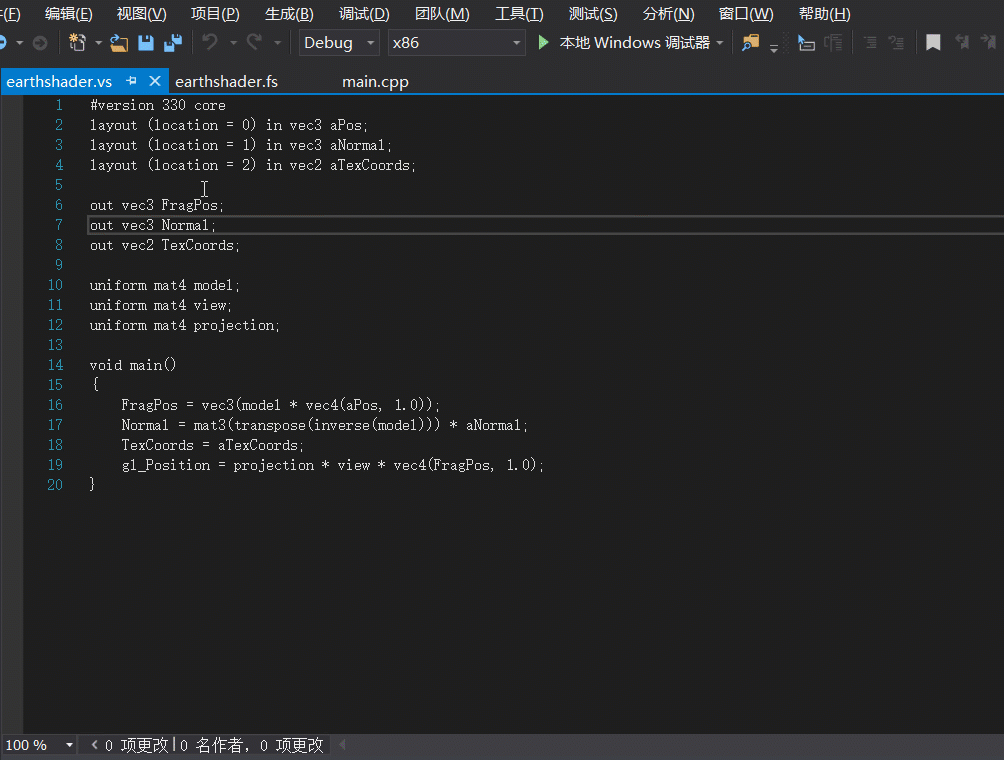 (F) 编辑(E) 视图(V) 项目(P) 生成(B) 调试(D) 团队(M) 工具(T) 测试(S) 分析(N) 窗口(W) 帮助(H)
Debug x86 本地 Windows 调试器
earthshader.vs earthshader.fs main.cpp
1 #version 330 core
2 layout (location = 0) in vec3 aPos;
3 layout (location = 1) in vec3 aNormal;
4 layout (location = 2) in vec2 aTexCoords;
5
6 out vec3 FragPos;
7 out vec3 Normal;
8 out vec2 TexCoords;
9
10 uniform mat4 model;
11 uniform mat4 view;
12 uniform mat4 projection;
13
14 void main()
15 {
16 FragPos = vec3(model * vec4(aPos, 1.0));
17 Normal = mat3(transpose(inverse(model))) * aNormal;
18 TexCoords = aTexCoords;
19 gl_Position = projection * view * vec4(FragPos, 1.0);
20 }
100 % 0 项更改|0 名作者, 0 项更改